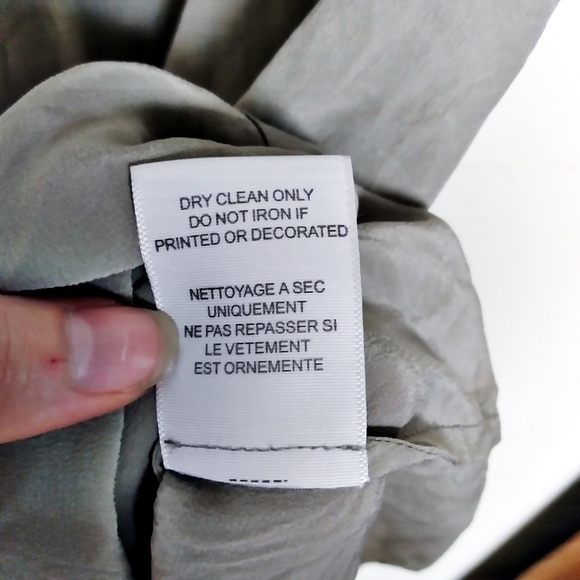 DRY CLEAN ONLY
DO NOT IRON IF
PRINTED OR DECORATED
NETTOYAGE A SEC
UNIQUEMENT
NE PAS REPASSER SI
LE VETEMENT
EST ORNEMENTE